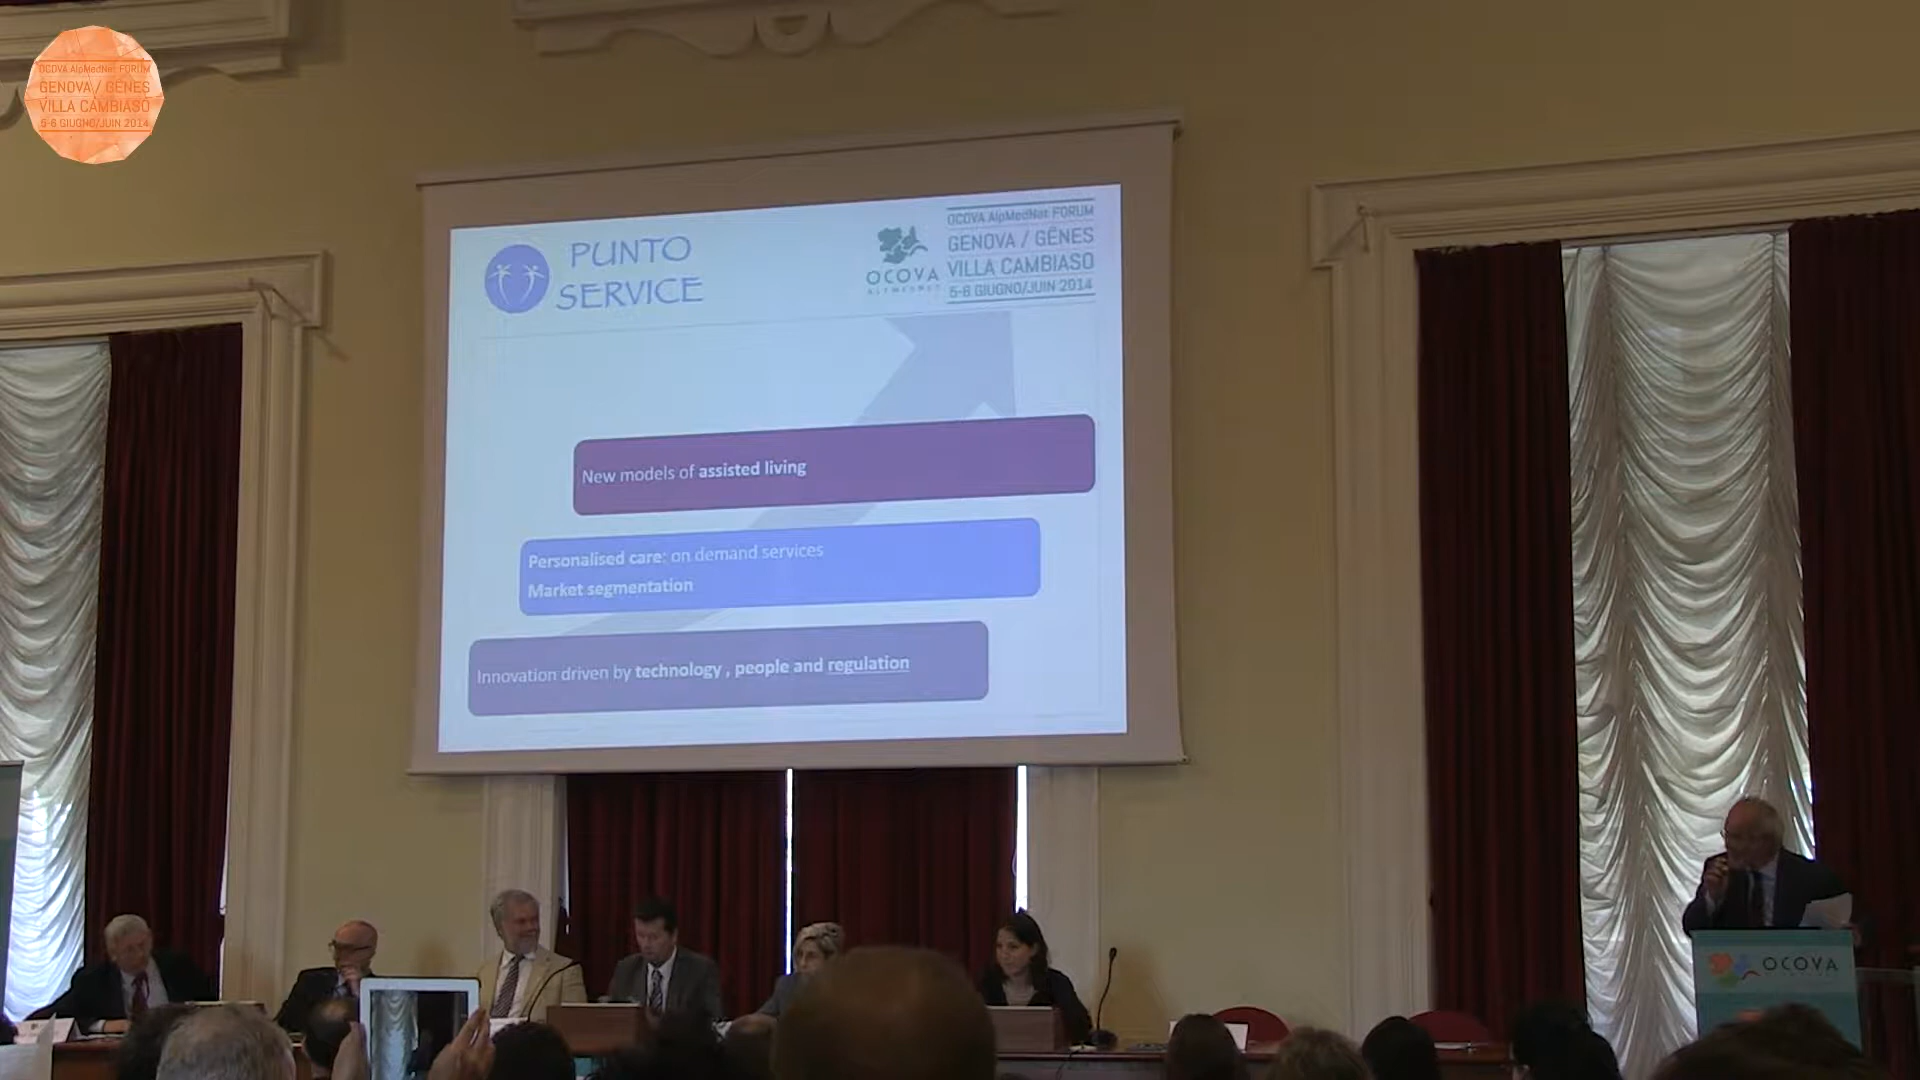 OCOVA AlpMedNet FORUM
GENOVA / GÊNES
VILLA CAMBIASO
5-6 GIUGNO/JUIN 2014
PUNTO
SERVICE
OCOVA
ALPMEDNET
OCOVA AlpMedNet FORUM
GENOVA / GÊNES
VILLA CAMBIASO
5-6 GIUGNO/JUIN 2014
New models of assisted living
Personalised care: on demand services
Market segmentation
Innovation driven by technology , people and regulation
OCOVA